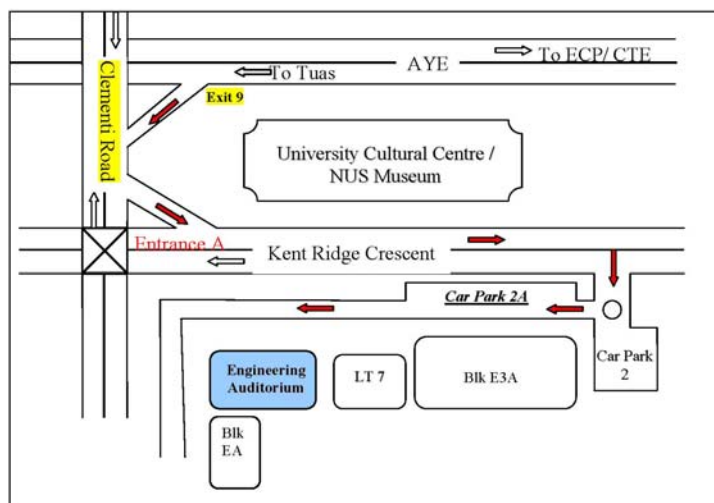 To ECP/ CTE
AYE
To Tuas
Exit 9
Clementi Road
University Cultural Centre /
NUS Museum
Entrance A
Kent Ridge Crescent
Car Park 2A
Car Park
2
Engineering
Auditorium
LT 7
Blk E3A
Blk
EA